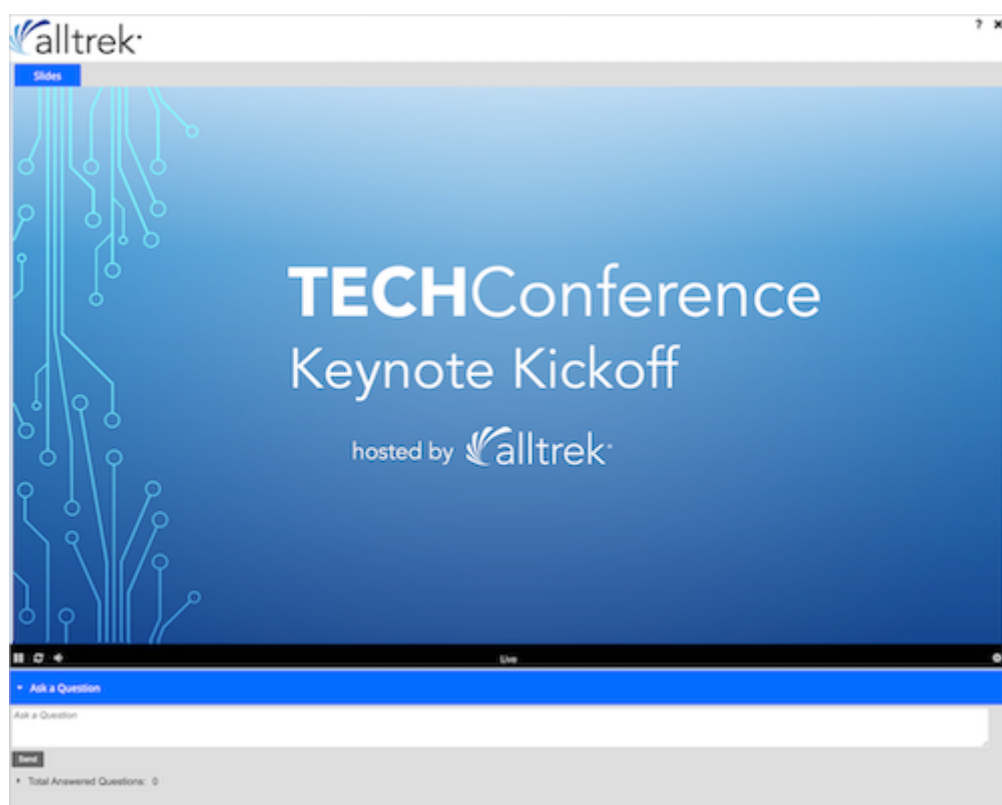 alltrek
?
Slides
TECHConference
Keynote Kickoff
hosted by alltrek
Live
Ask a Question
Ask a Question
Send
Total Answered Questions: 0